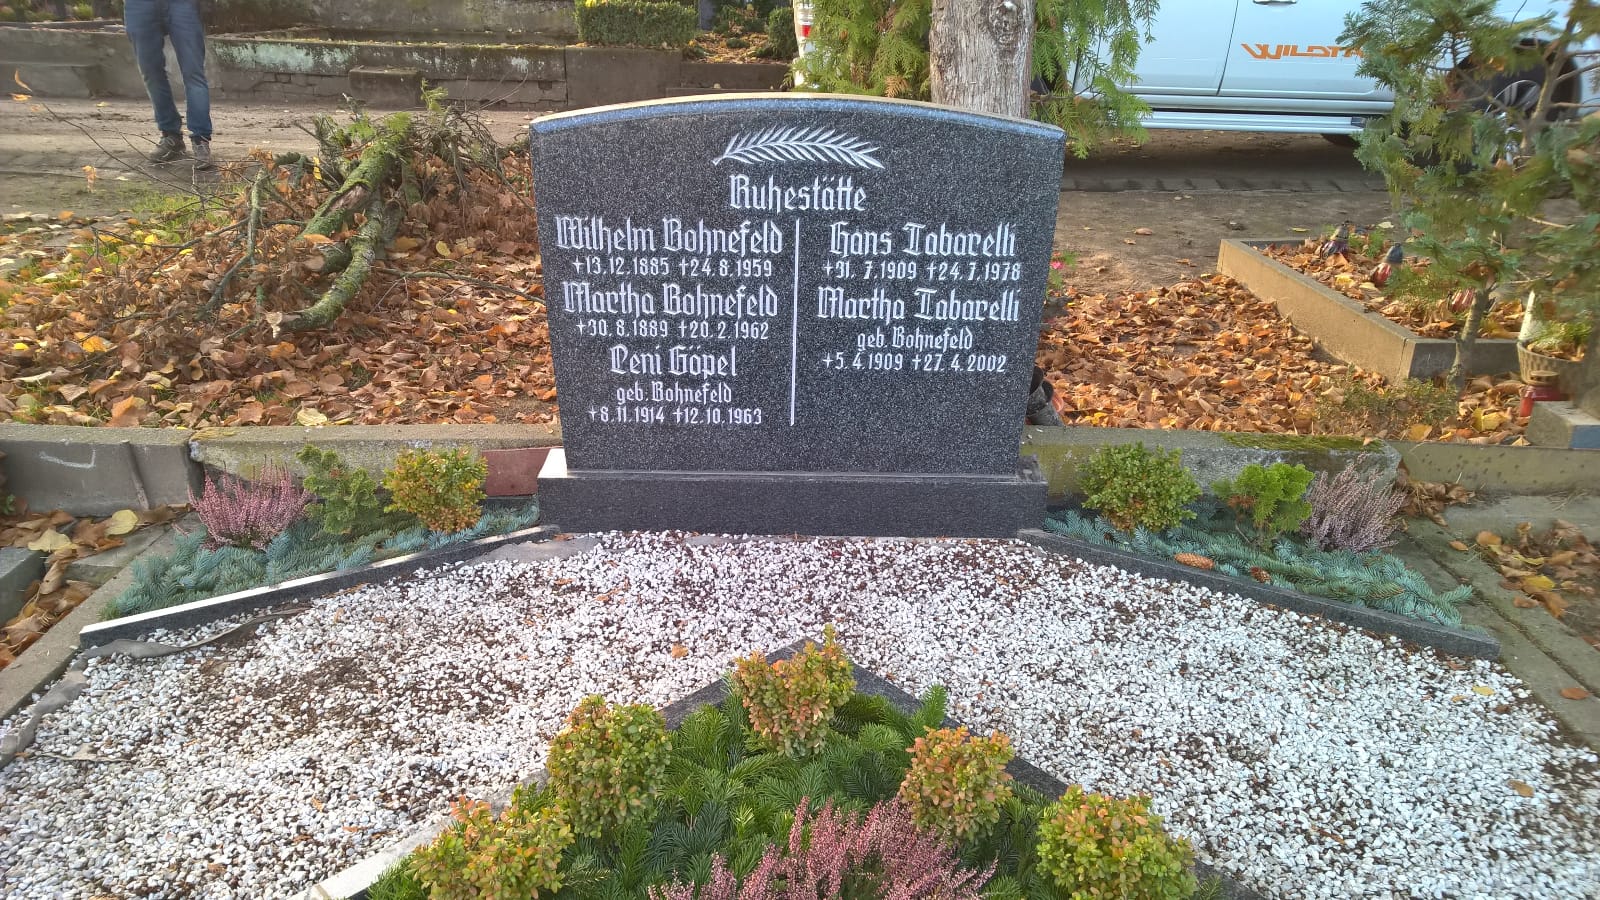 Ruhestätte
Wilhelm Bohnefeld
+13.12.1885 †24.8.1959
Martha Bohnefeld
+30.8.1889 †20.2.1962
Leni Göpel
geb. Bohnefeld
+8.11.1914 †12.10.1963
Hans Tabarelli
+31.7.1909 †24.7.1978
Martha Tabarelli
geb. Bohnefeld
+5.4.1909 †27.4.2002